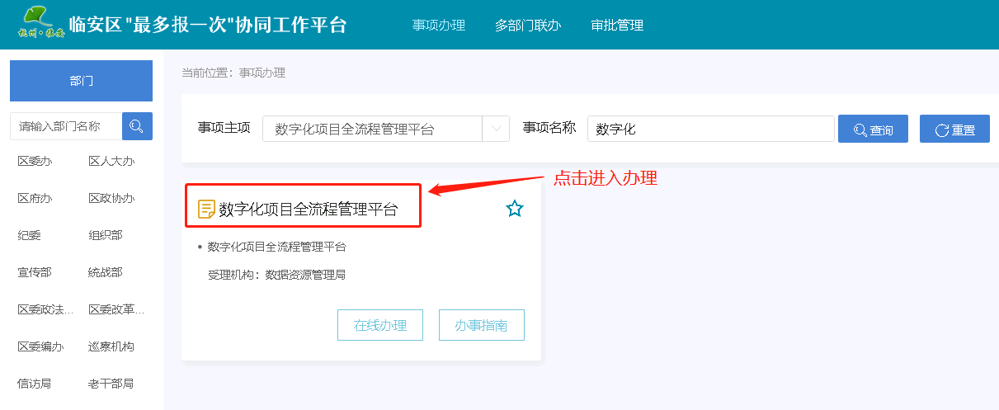 杭州·临安
临安区"最多报一次"协同工作平台
事项办理 多部门联办 审批管理
部门
请输入部门名称
区委办 区人大办
区府办 区政协办
纪委 组织部
宣传部 统战部
区委政法... 区委改革...
区委编办 巡察机构
信访局 老干部局
当前位置：事项办理
事项主项 数字化项目全流程管理平台 事项名称 数字化 查询 重置
点击进入办理
数字化项目全流程管理平台
• 数字化项目全流程管理平台
受理机构：数据资源管理局
在线办理 办事指南